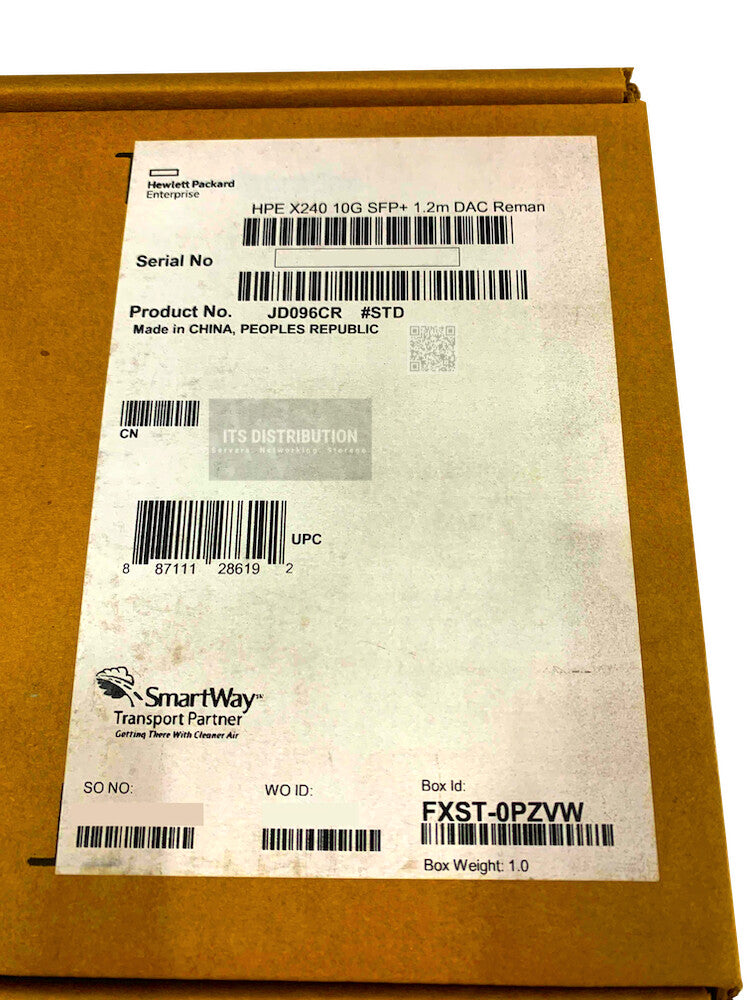 Hewlett Packard
Enterprise
HPE X240 10G SFP+ 1.2m DAC Reman
Serial No
Product No. JD096CR #STD
Made in CHINA, PEOPLES REPUBLIC
CN
ITS DISTRIBUTION
Servers. Networking. Storage
UPC
8 87111 28619 2
SmartWay SM
Transport Partner
Getting There With Cleaner Air
SO NO:
WO ID:
Box Id:
FXST-0PZVW
Box Weight: 1.0